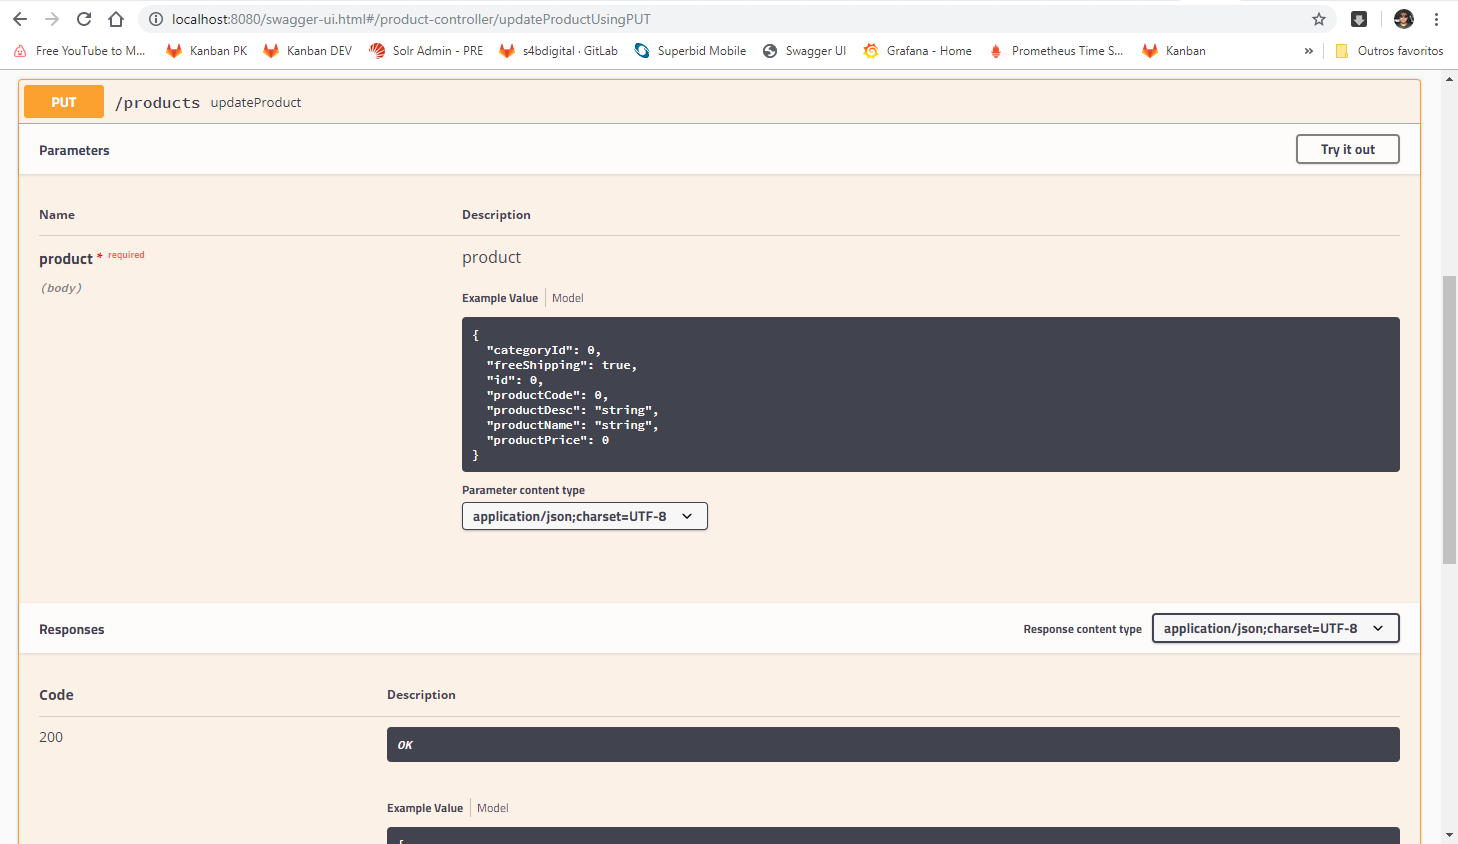 localhost:8080/swagger-ui.html#/product-controller/updateProductUsingPUT
Free YouTube to M... Kanban PK Kanban DEV Solr Admin - PRE s4bdigital · GitLab Superbid Mobile Swagger UI Grafana - Home Prometheus Time S... Kanban » Outros favoritos
PUT /products updateProduct
Parameters Try it out
Name Description
product * required product
(body)
Example Value Model
{
"categoryId": 0,
"freeShipping": true,
"id": 0,
"productCode": 0,
"productDesc": "string",
"productName": "string",
"productPrice": 0
}
Parameter content type
application/json;charset=UTF-8
Responses Response content type application/json;charset=UTF-8
Code Description
200 OK
Example Value Model
{